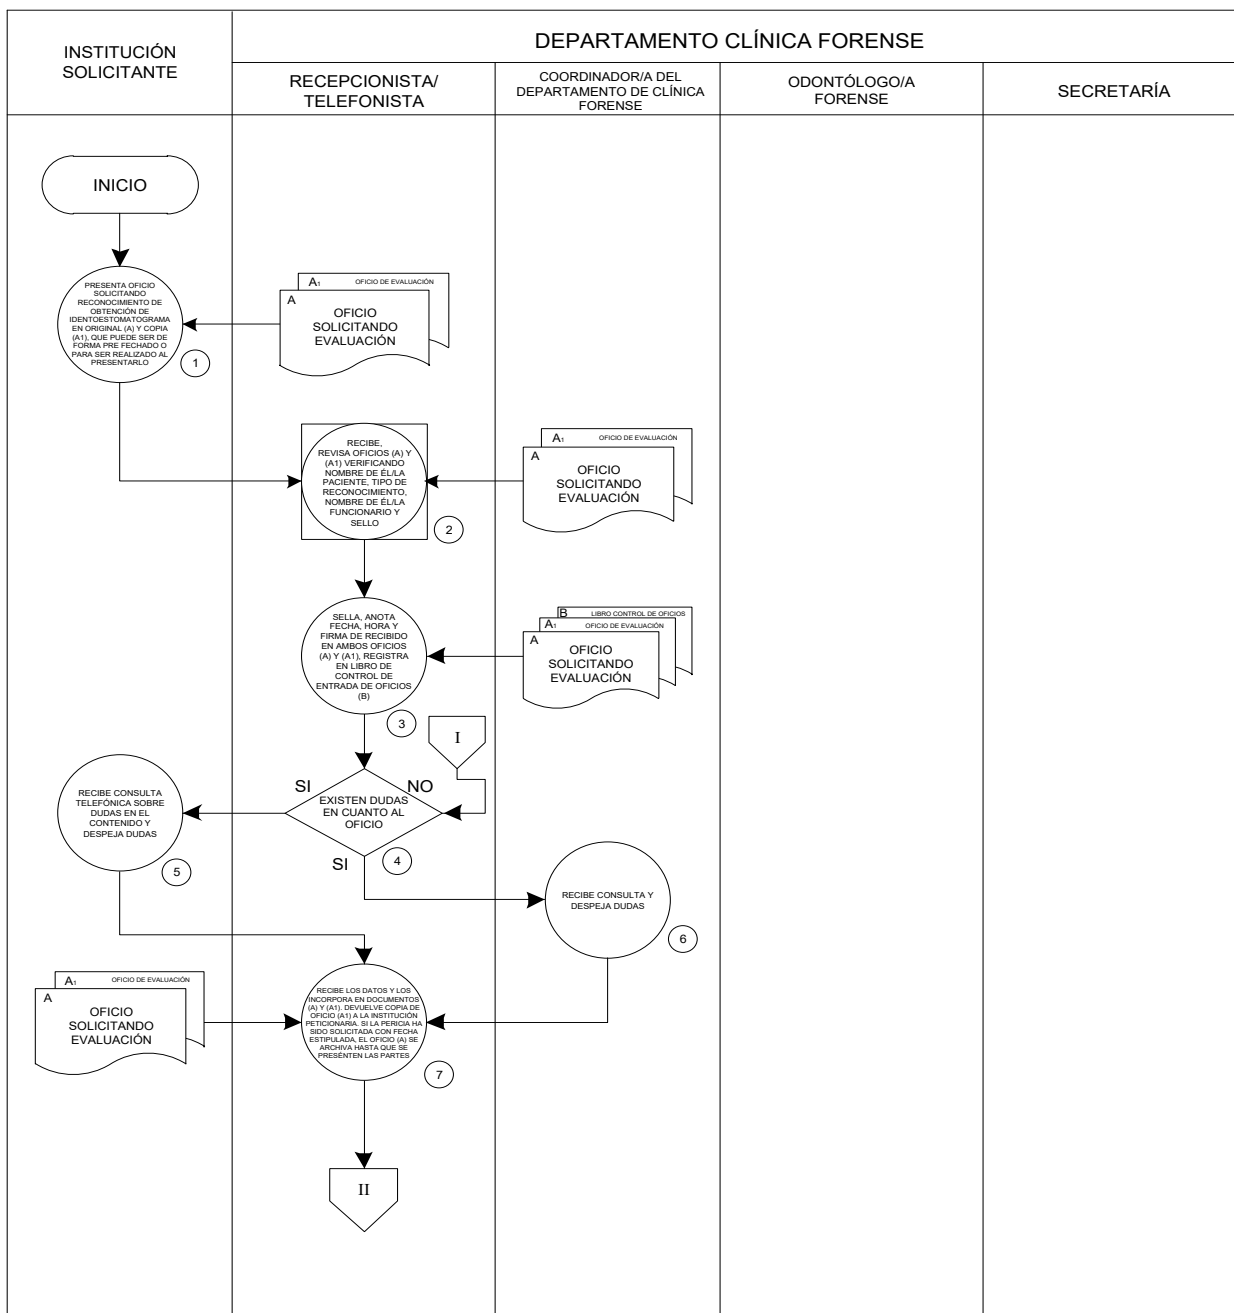 INSTITUCIÓN
SOLICITANTE
DEPARTAMENTO CLÍNICA FORENSE
RECEPCIONISTA/
TELEFONISTA
COORDINADOR/A DEL
DEPARTAMENTO DE CLÍNICA
FORENSE
ODONTÓLOGO/A
FORENSE
SECRETARÍA
INICIO
PRESENTA OFICIO
SOLICITANDO
RECONOCIMIENTO DE
OBTENCIÓN DE
IDENTOESTOMATOGRAMA
EN ORIGINAL (A) Y COPIA
(A1), QUE PUEDE SER DE
FORMA PRE FECHADO O
PARA SER REALIZADO AL
PRESENTARLO
1
A1 OFICIO DE EVALUACIÓN
A
OFICIO
SOLICITANDO
EVALUACIÓN
RECIBE,
REVISA OFICIOS (A) Y
(A1) VERIFICANDO
NOMBRE DE ÉL/LA
PACIENTE, TIPO DE
RECONOCIMIENTO,
NOMBRE DE ÉL/LA
FUNCIONARIO Y
SELLO
2
A1 OFICIO DE EVALUACIÓN
A
OFICIO
SOLICITANDO
EVALUACIÓN
SELLA, ANOTA
FECHA, HORA Y
FIRMA DE RECIBIDO
EN AMBOS OFICIOS
(A) Y (A1), REGISTRA
EN LIBRO DE
CONTROL DE
ENTRADA DE OFICIOS
(B)
3
B LIBRO CONTROL DE OFICIOS
A1 OFICIO DE EVALUACIÓN
A
OFICIO
SOLICITANDO
EVALUACIÓN
I
SI
NO
EXISTEN DUDAS
EN CUANTO AL
OFICIO
SI
4
RECIBE CONSULTA
TELEFÓNICA SOBRE
DUDAS EN EL
CONTENIDO Y
DESPEJA DUDAS
5
RECIBE CONSULTA Y
DESPEJA DUDAS
6
A1 OFICIO DE EVALUACIÓN
A
OFICIO
SOLICITANDO
EVALUACIÓN
RECIBE LOS DATOS Y LOS
INCORPORA EN DOCUMENTOS
(A) Y (A1). DEVUELVE COPIA DE
OFICIO (A1) A LA INSTITUCIÓN
PETICIONARIA. SI LA PERICIA HA
SIDO SOLICITADA CON FECHA
ESTIPULADA, EL OFICIO (A) SE
ARCHIVA HASTA QUE SE
PRESÉNTEN LAS PARTES
7
II